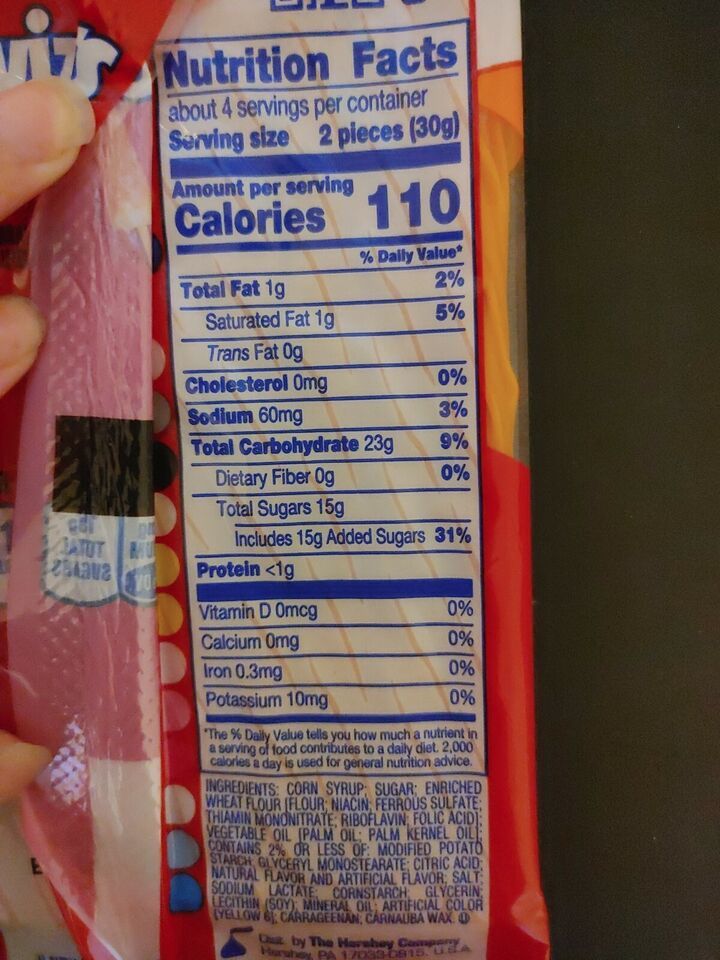 Nutrition Facts
about 4 servings per container
Serving size 2 pieces (30g)
Amount per serving
Calories 110
% Daily Value*
Total Fat 1g 2%
Saturated Fat 1g 5%
Trans Fat 0g
Cholesterol 0mg 0%
Sodium 60mg 3%
Total Carbohydrate 23g 9%
Dietary Fiber 0g 0%
Total Sugars 15g
Includes 15g Added Sugars 31%
Protein <1g
Vitamin D 0mcg 0%
Calcium 0mg 0%
Iron 0.3mg 0%
Potassium 10mg 0%
*The % Daily Value tells you how much a nutrient in
a serving of food contributes to a daily diet. 2,000
calories a day is used for general nutrition advice.
INGREDIENTS: CORN SYRUP; SUGAR; ENRICHED
WHEAT FLOUR [FLOUR; NIACIN; FERROUS SULFATE;
THIAMIN MONONITRATE; RIBOFLAVIN; FOLIC ACID];
VEGETABLE OIL [PALM OIL; PALM KERNEL OIL];
CONTAINS 2% OR LESS OF: MODIFIED POTATO
STARCH; GLYCERYL MONOSTEARATE; CITRIC ACID;
NATURAL FLAVOR AND ARTIFICIAL FLAVOR; SALT;
SODIUM LACTATE; CORNSTARCH; GLYCERIN;
LECITHIN (SOY); MINERAL OIL; ARTIFICIAL COLOR
(YELLOW 6); CARRAGEENAN; CARNAUBA WAX.
Dist. by The Hershey Company
Hershey, PA 17033-0815, U.S.A.
TOTAL
SUGARS